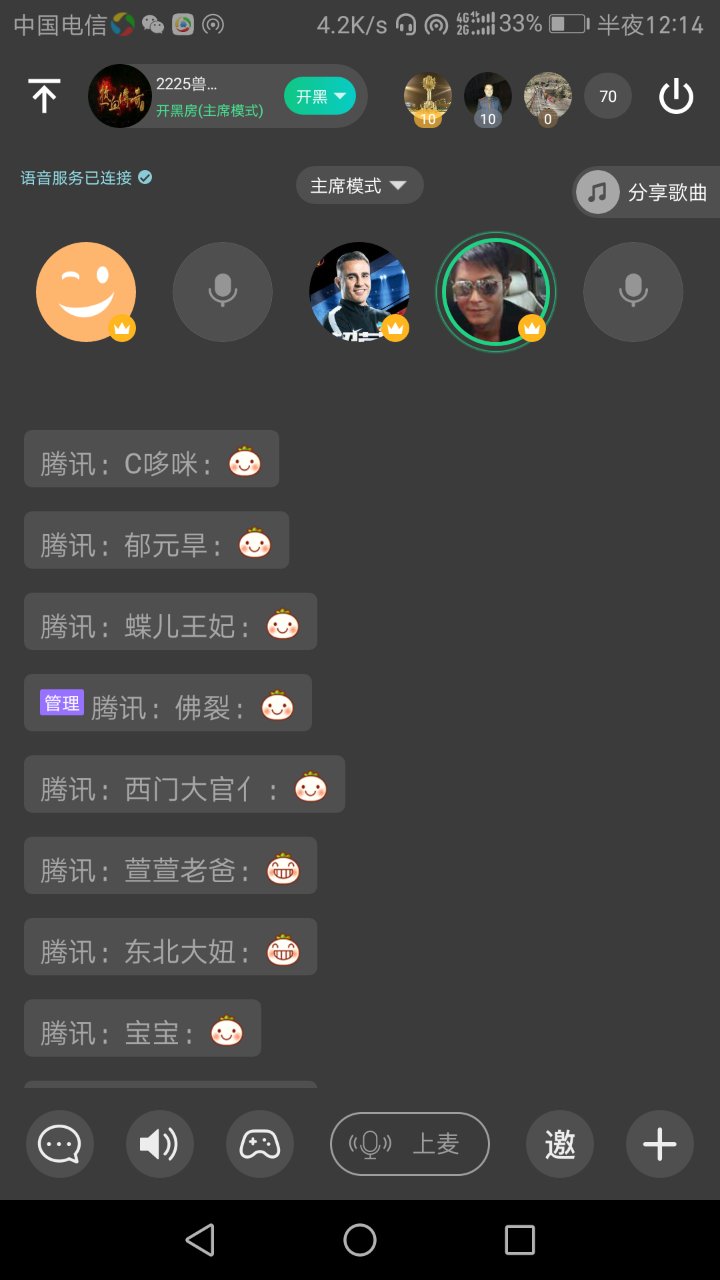 中国电信 4.2K/s 4G 2G 33% 半夜12:14
2225兽...
开黑房(主席模式)
开黑
10 10 0 70
语音服务已连接
主席模式
分享歌曲
腾讯：C哆咪：
腾讯：郁元旱：
腾讯：蝶儿王妃：
管理 腾讯：佛裂：
腾讯：西门大官亻：
腾讯：萱萱老爸：
腾讯：东北大妞：
腾讯：宝宝：
上麦 邀